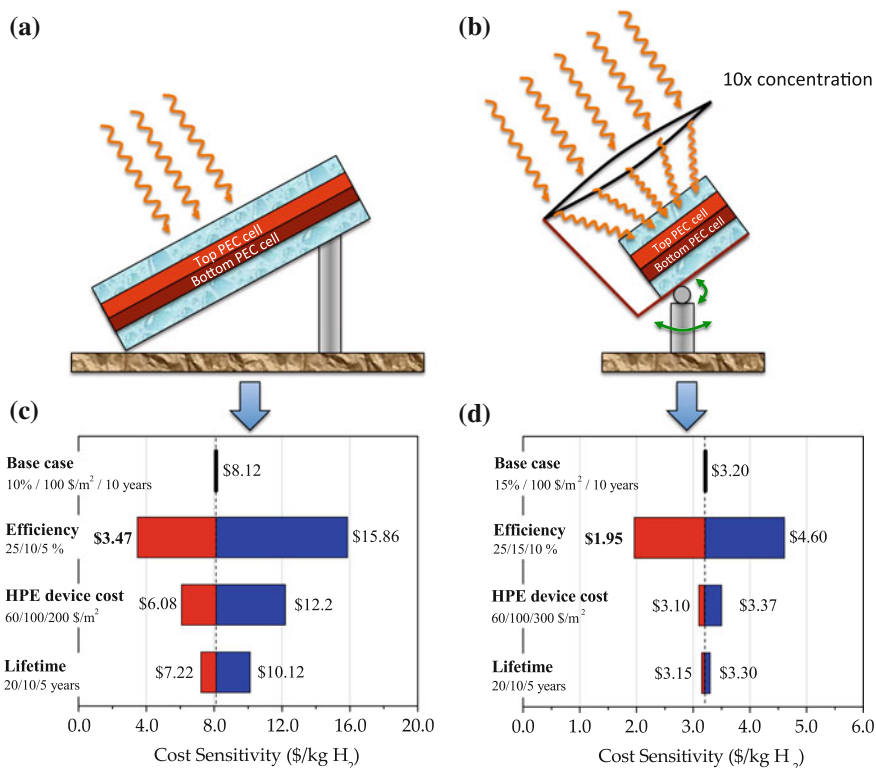 (a)
Top PEC cell
Bottom PEC cell
(b)
10x concentration
Top PEC cell
Bottom PEC cell
(c)
Base case
10% / 100 $/m² / 10 years
$8.12
Efficiency
25/10/5 %
$3.47
$15.86
HPE device cost
60/100/200 $/m²
$6.08
$12.2
Lifetime
20/10/5 years
$7.22
$10.12
0.0 4.0 8.0 12.0 16.0 20.0
Cost Sensitivity ($/kg H₂)
(d)
Base case
15% / 100 $/m² / 10 years
$3.20
Efficiency
25/15/10 %
$1.95
$4.60
HPE device cost
60/100/300 $/m²
$3.10
$3.37
Lifetime
20/10/5 years
$3.15
$3.30
0.0 1.0 2.0 3.0 4.0 5.0 6.0
Cost Sensitivity ($/kg H₂)